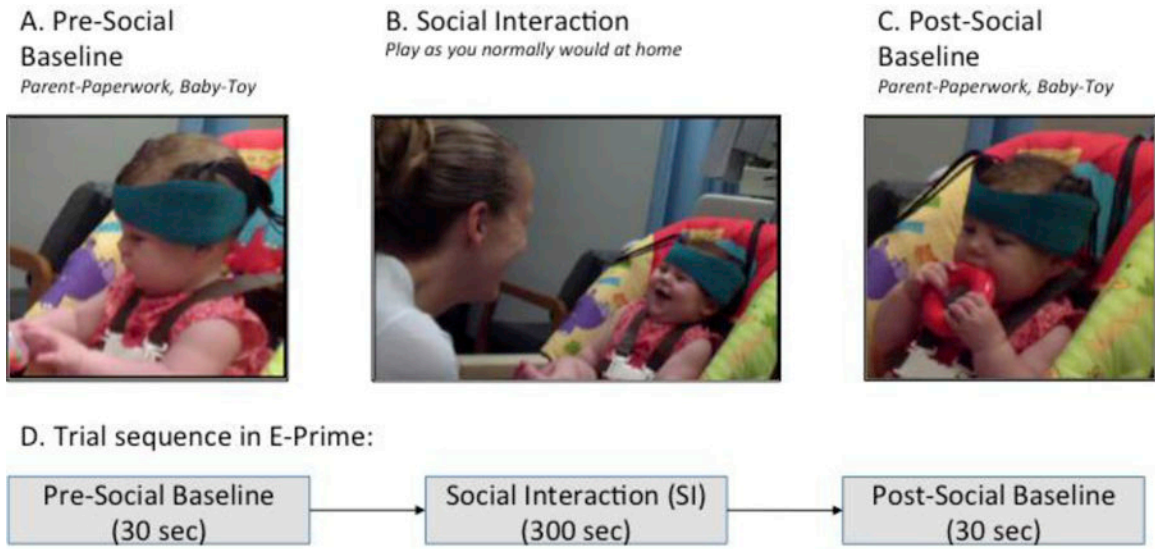 A. Pre-Social
Baseline
Parent-Paperwork, Baby-Toy
B. Social Interaction
Play as you normally would at home
C. Post-Social
Baseline
Parent-Paperwork, Baby-Toy
D. Trial sequence in E-Prime:
Pre-Social Baseline
(30 sec)
Social Interaction (SI)
(300 sec)
Post-Social Baseline
(30 sec)